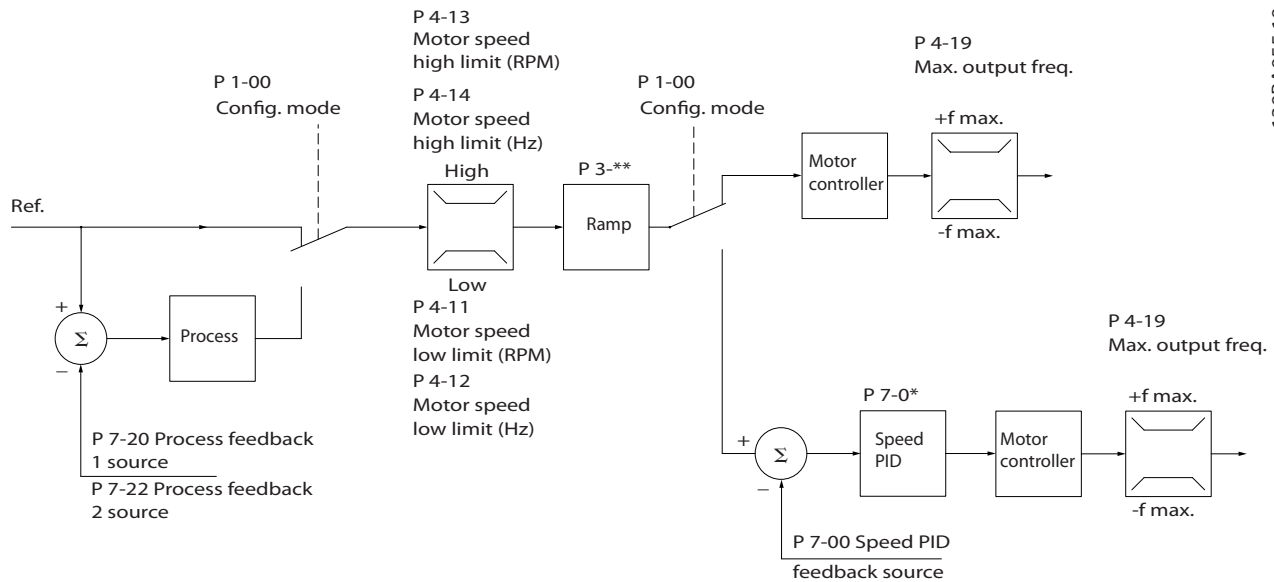 P 4-13
Motor speed
high limit (RPM)
P 4-14
Motor speed
high limit (Hz)
High
P 1-00
Config. mode
P 3-**
Ramp
P 1-00
Config. mode
P 4-19
Max. output freq.
+f max.
Motor
controller
-f max.
Ref.
+
Σ
−
Process
Low
P 4-11
Motor speed
low limit (RPM)
P 4-12
Motor speed
low limit (Hz)
P 7-20 Process feedback
1 source
P 7-22 Process feedback
2 source
P 4-19
Max. output freq.
+f max.
P 7-0*
+
Σ
−
Speed
PID
Motor
controller
-f max.
P 7-00 Speed PID
feedback source